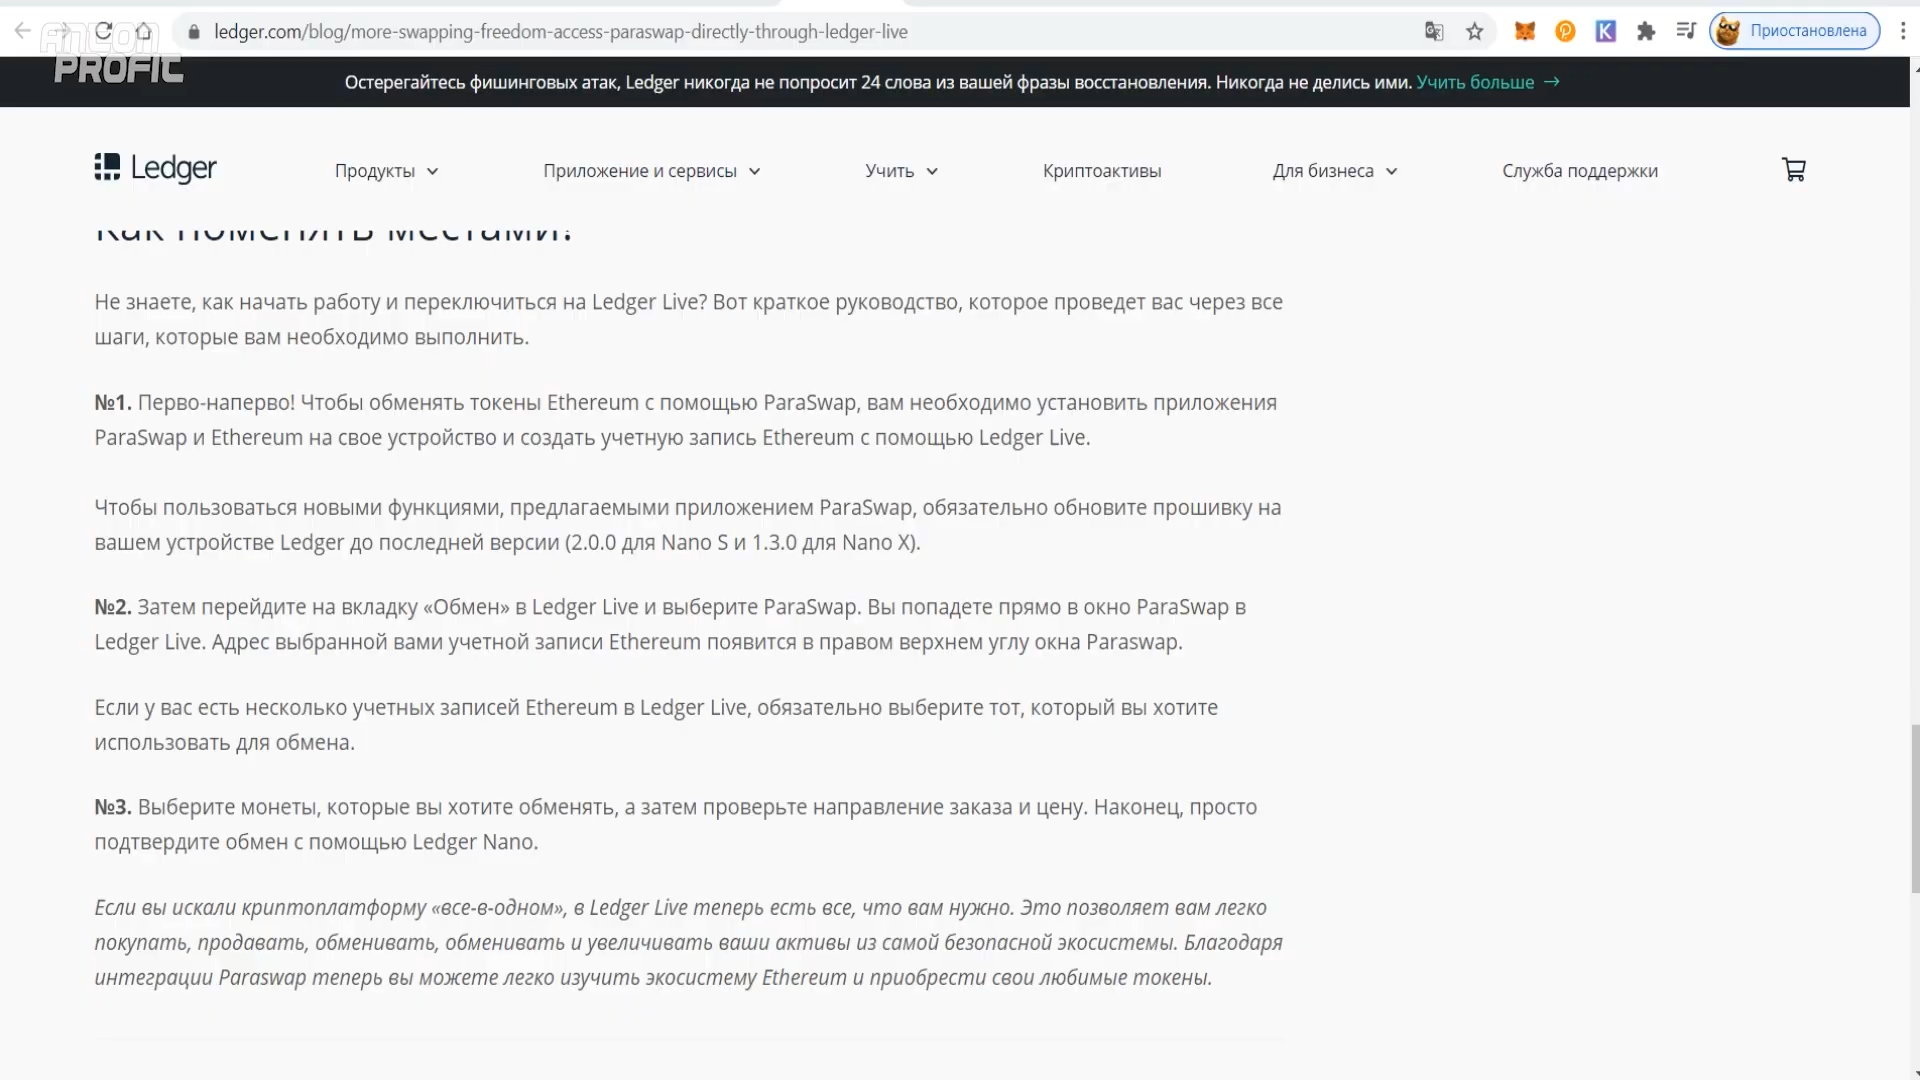 ANTON
PROFIT
ledger.com/blog/more-swapping-freedom-access-paraswap-directly-through-ledger-live
Приостановлена
Остерегайтесь фишинговых атак, Ledger никогда не попросит 24 слова из вашей фразы восстановления. Никогда не делись ими. Учить больше →
Ledger
Продукты
Приложение и сервисы
Учить
Криптоактивы
Для бизнеса
Служба поддержки
Как поменять местами?
Не знаете, как начать работу и переключиться на Ledger Live? Вот краткое руководство, которое проведет вас через все
шаги, которые вам необходимо выполнить.
№1. Перво-наперво! Чтобы обменять токены Ethereum с помощью ParaSwap, вам необходимо установить приложения
ParaSwap и Ethereum на свое устройство и создать учетную запись Ethereum с помощью Ledger Live.
Чтобы пользоваться новыми функциями, предлагаемыми приложением ParaSwap, обязательно обновите прошивку на
вашем устройстве Ledger до последней версии (2.0.0 для Nano S и 1.3.0 для Nano X).
№2. Затем перейдите на вкладку «Обмен» в Ledger Live и выберите ParaSwap. Вы попадете прямо в окно ParaSwap в
Ledger Live. Адрес выбранной вами учетной записи Ethereum появится в правом верхнем углу окна Paraswap.
Если у вас есть несколько учетных записей Ethereum в Ledger Live, обязательно выберите тот, который вы хотите
использовать для обмена.
№3. Выберите монеты, которые вы хотите обменять, а затем проверьте направление заказа и цену. Наконец, просто
подтвердите обмен с помощью Ledger Nano.
Если вы искали криптоплатформу «все-в-одном», в Ledger Live теперь есть все, что вам нужно. Это позволяет вам легко
покупать, продавать, обменивать, обменивать и увеличивать ваши активы из самой безопасной экосистемы. Благодаря
интеграции Paraswap теперь вы можете легко изучить экосистему Ethereum и приобрести свои любимые токены.